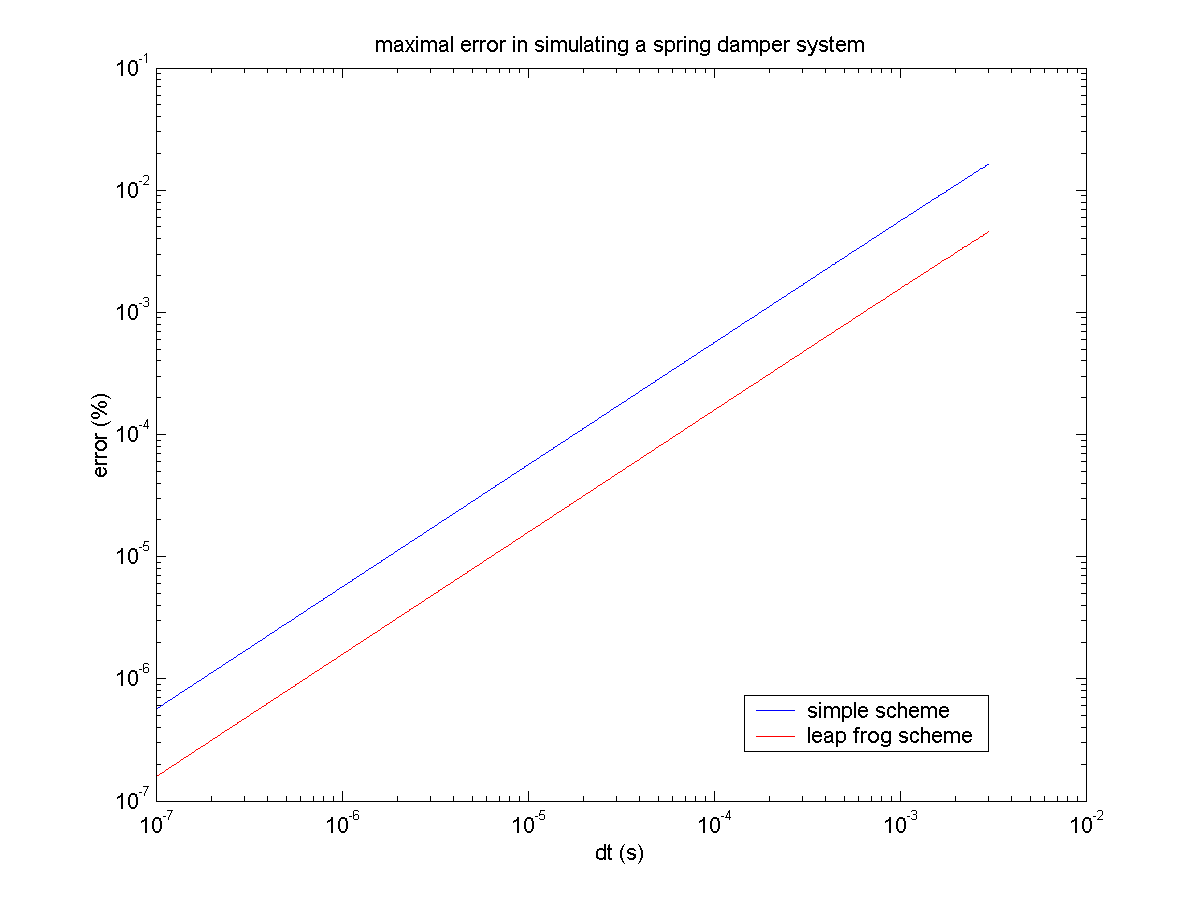 maximal error in simulating a spring damper system
10^-1
10^-2
10^-3
10^-4
10^-5
10^-6
10^-7
error (%)
simple scheme
leap frog scheme
10^-7 10^-6 10^-5 10^-4 10^-3 10^-2
dt (s)